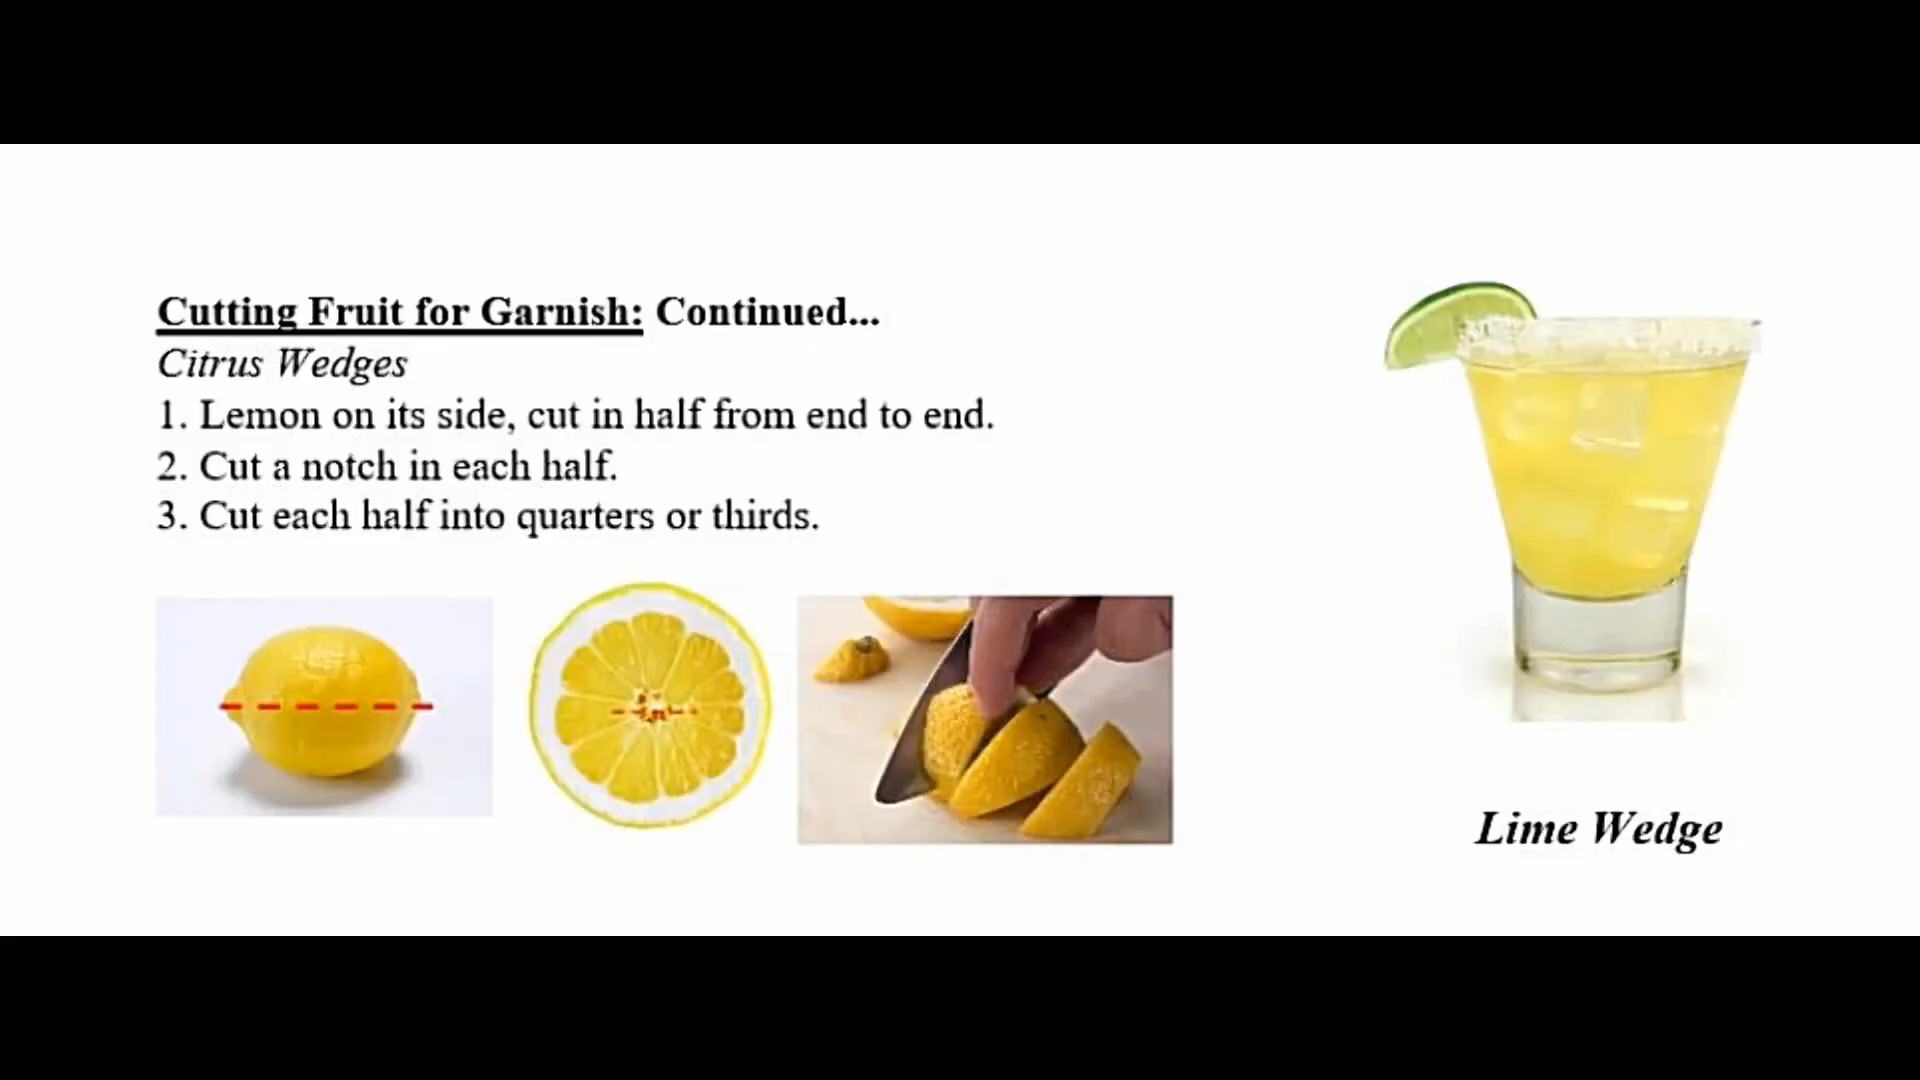 Cutting Fruit for Garnish: Continued...
Citrus Wedges
1. Lemon on its side, cut in half from end to end.
2. Cut a notch in each half.
3. Cut each half into quarters or thirds.
Lime Wedge